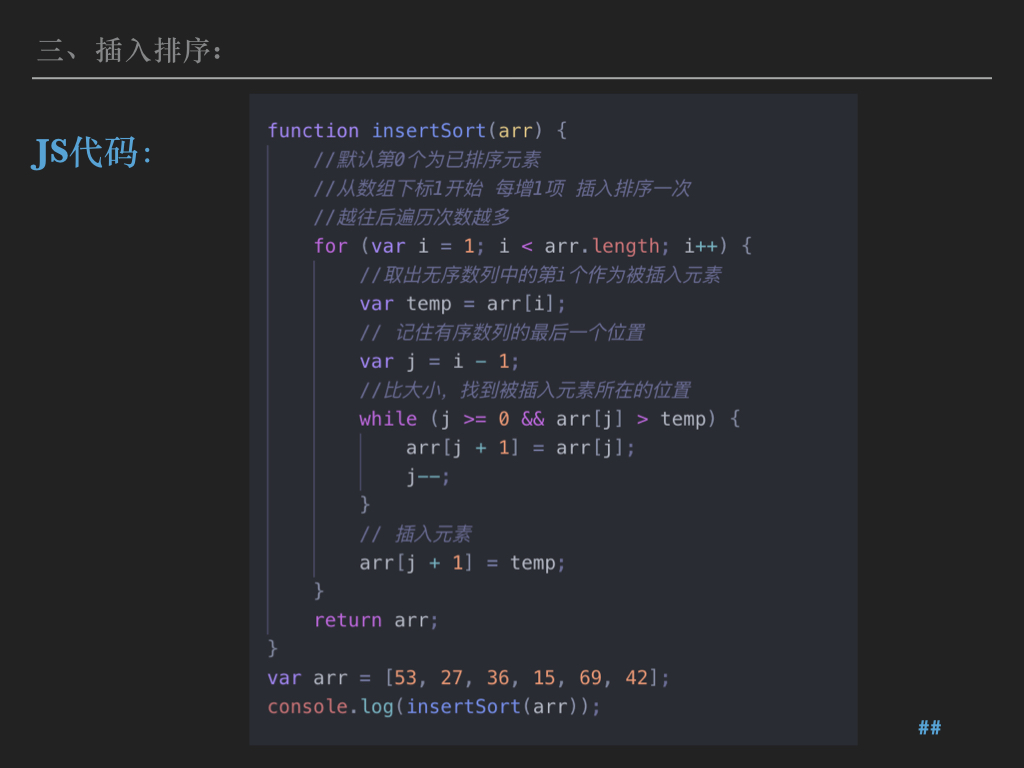 三、插入排序:
JS代码:
function insertSort(arr) {
    //默认第0个为已排序元素
    //从数组下标1开始 每增1项 插入排序一次
    //越往后遍历次数越多
    for (var i = 1; i < arr.length; i++) {
        //取出无序数列中的第i个作为被插入元素
        var temp = arr[i];
        // 记住有序数列的最后一个位置
        var j = i - 1;
        //比大小，找到被插入元素所在的位置
        while (j >= 0 && arr[j] > temp) {
            arr[j + 1] = arr[j];
            j--;
        }
        // 插入元素
        arr[j + 1] = temp;
    }
    return arr;
}
var arr = [53, 27, 36, 15, 69, 42];
console.log(insertSort(arr));
##